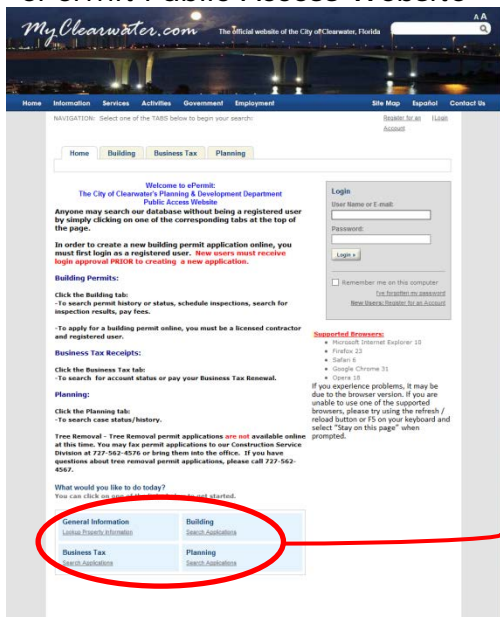 ePermit Public Access Website
MyClearwater.com The official website of the City of Clearwater, Florida
A A
Home Information Services Activities Government Employment Site Map Español Contact Us
NAVIGATION: Select one of the TABS below to begin your search: Register for an Account | Login
Home Building Business Tax Planning
Welcome to ePermit:
The City of Clearwater's Planning & Development Department
Public Access Website
Anyone may search our database without being a registered user
by simply clicking on one of the corresponding tabs at the top of
the page.
In order to create a new building permit application online, you
must first login as a registered user. New users must receive
login approval PRIOR to creating a new application.
Building Permits:
Click the Building tab:
-To search permit history or status, schedule inspections, search for
inspection results, pay fees.
-To apply for a building permit online, you must be a licensed contractor
and registered user.
Business Tax Receipts:
Click the Business Tax tab:
-To search for account status or pay your Business Tax Renewal.
Planning:
Click the Planning tab:
-To search case status/history.
Tree Removal - Tree Removal permit applications are not available online
at this time. You may fax permit applications to our Construction Service
Division at 727-562-4576 or bring them into the office. If you have
questions about tree removal permit applications, please call 727-562-
4567.
What would you like to do today?
You can click on one of the links below to get started.
General Information
Lookup Property Information
Building
Search Applications
Business Tax
Search Applications
Planning
Search Applications
Login
User Name or E-mail:
Password:
Login »
Remember me on this computer
I've forgotten my password
New Users: Register for an Account
Supported Browsers:
Microsoft Internet Explorer 10
Firefox 23
Safari 6
Google Chrome 31
Opera 18
If you experience problems, it may be
due to the browser version. If you are
unable to use one of the supported
browsers, please try using the refresh /
reload button or F5 on your keyboard and
select "Stay on this page" when
prompted.